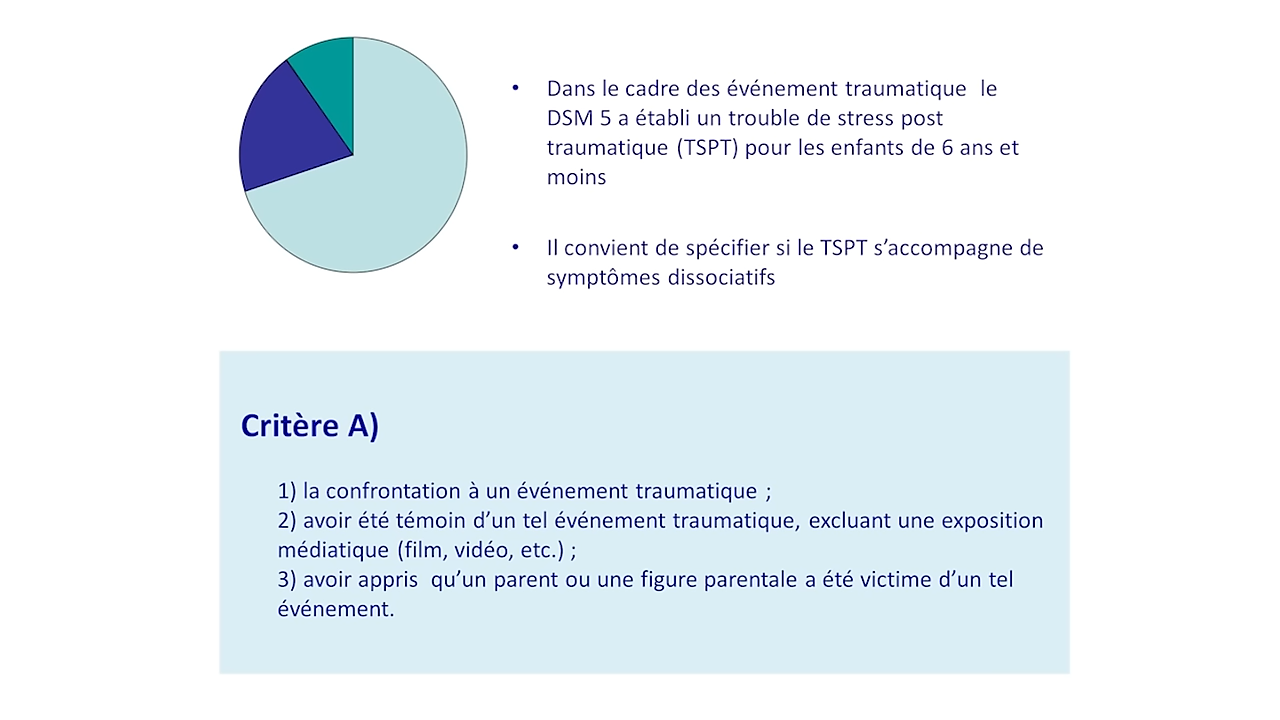 • Dans le cadre des événement traumatique  le
DSM 5 a établi un trouble de stress post
traumatique (TSPT) pour les enfants de 6 ans et
moins
• Il convient de spécifier si le TSPT s’accompagne de
symptômes dissociatifs
Critère A)
1) la confrontation à un événement traumatique ;
2) avoir été témoin d’un tel événement traumatique, excluant une exposition
médiatique (film, vidéo, etc.) ;
3) avoir appris  qu’un parent ou une figure parentale a été victime d’un tel
événement.